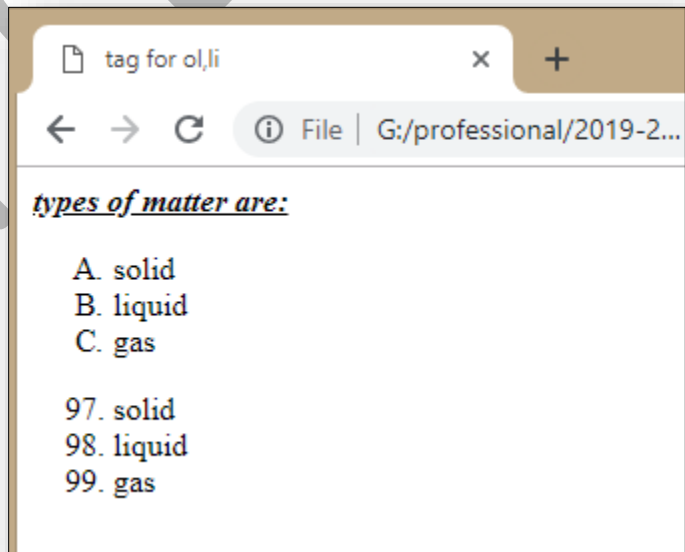 tag for ol,li
File | G:/professional/2019-2...
types of matter are:
A. solid
B. liquid
C. gas
97. solid
98. liquid
99. gas